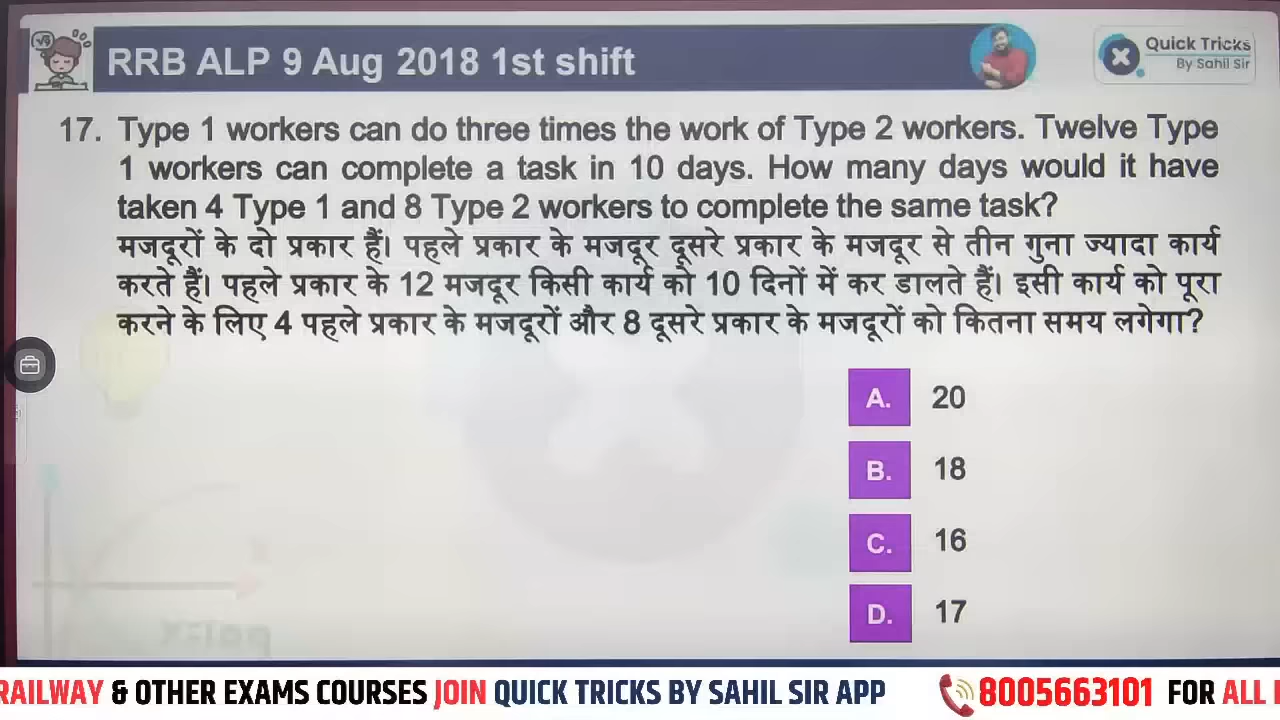 RRB ALP 9 Aug 2018 1st shift
Quick Tricks
By Sahil Sir
17. Type 1 workers can do three times the work of Type 2 workers. Twelve Type
1 workers can complete a task in 10 days. How many days would it have
taken 4 Type 1 and 8 Type 2 workers to complete the same task?
मजदूरों के दो प्रकार हैं। पहले प्रकार के मजदूर दूसरे प्रकार के मजदूर से तीन गुना ज्यादा कार्य
करते हैं। पहले प्रकार के 12 मजदूर किसी कार्य को 10 दिनों में कर डालते हैं। इसी कार्य को पूरा
करने के लिए 4 पहले प्रकार के मजदूरों और 8 दूसरे प्रकार के मजदूरों को कितना समय लगेगा?
A. 20
B. 18
C. 16
D. 17
RAILWAY & OTHER EXAMS COURSES JOIN QUICK TRICKS BY SAHIL SIR APP 8005663101 FOR ALL